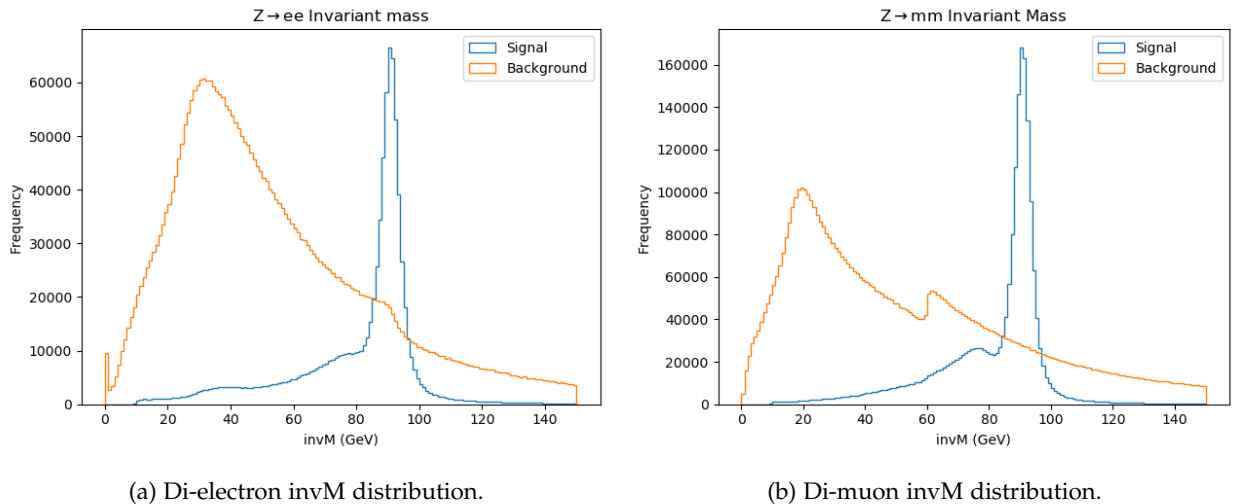 Z→ee Invariant mass
Signal
Background
60000
50000
40000
30000
20000
10000
0
Frequency
0 20 40 60 80 100 120 140
invM (GeV)
(a) Di-electron invM distribution.
Z→mm Invariant Mass
Signal
Background
160000
140000
120000
100000
80000
60000
40000
20000
0
Frequency
0 20 40 60 80 100 120 140
invM (GeV)
(b) Di-muon invM distribution.